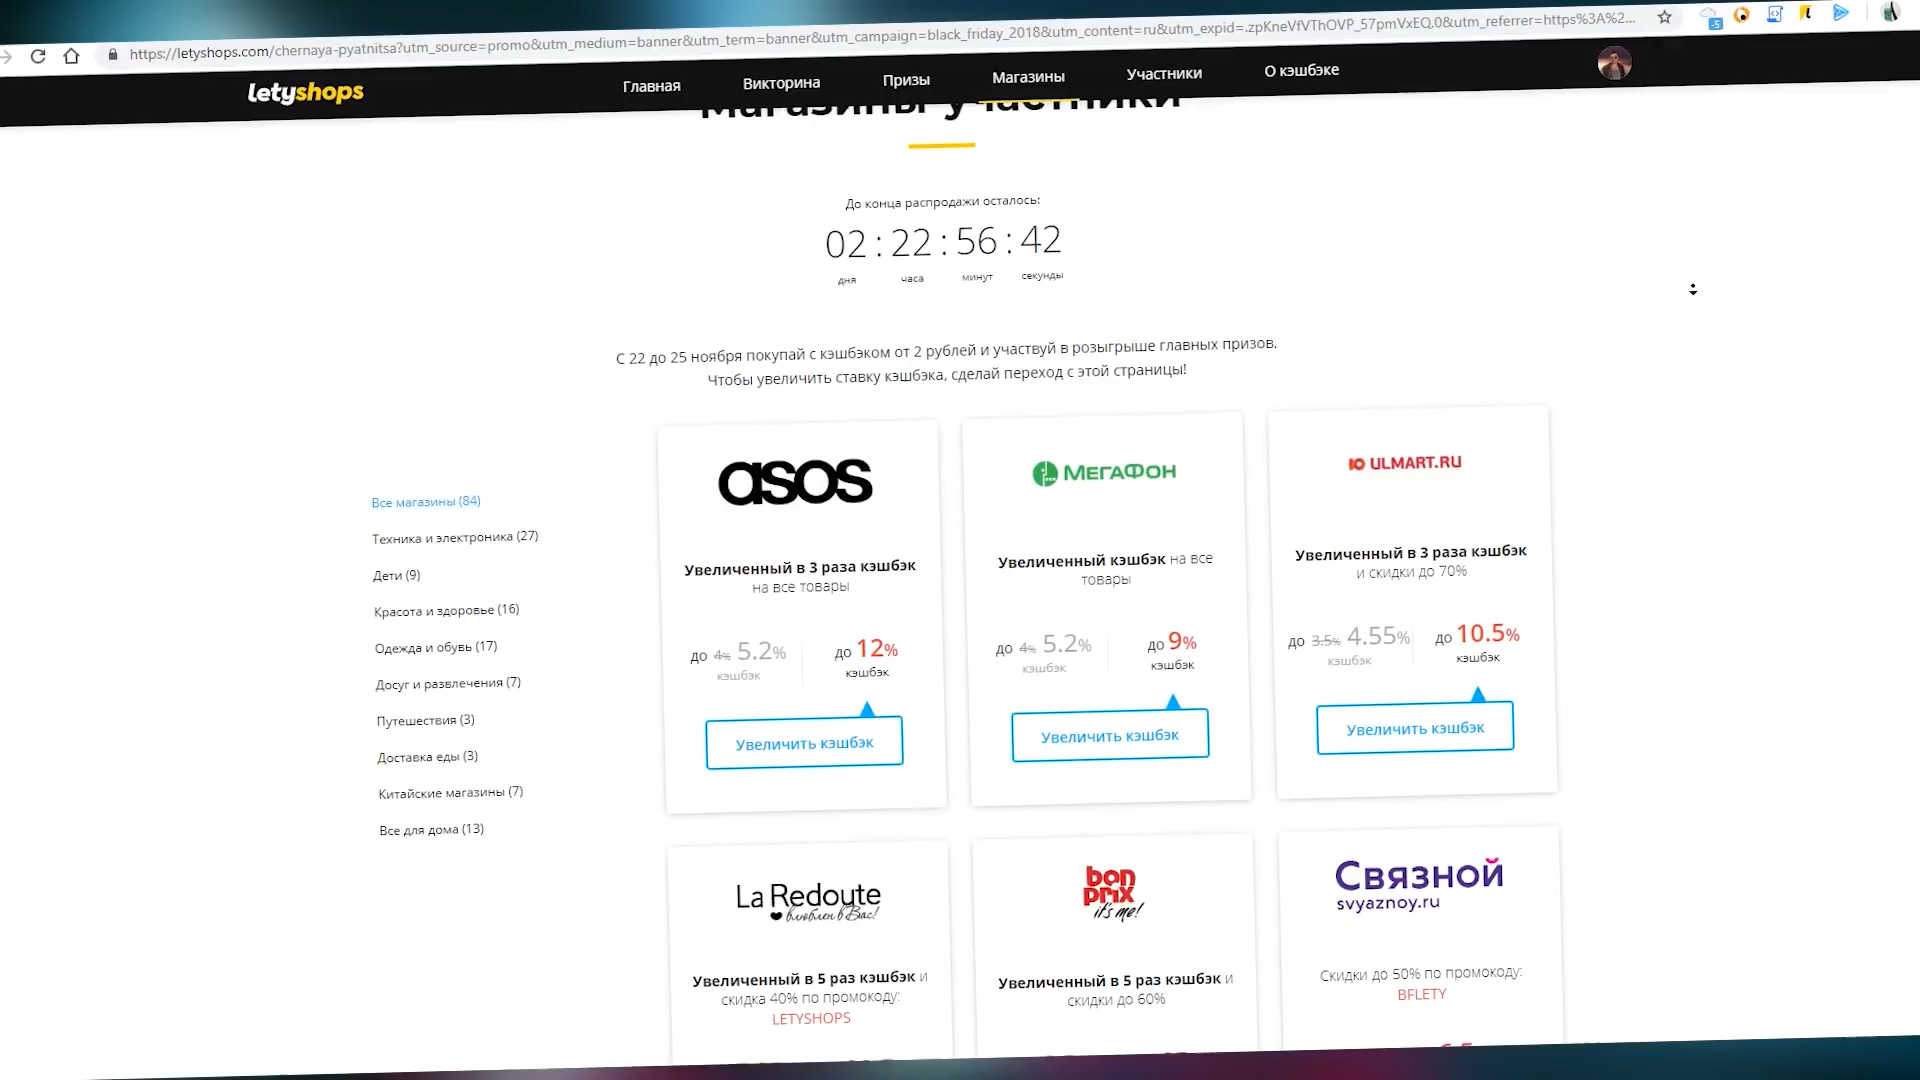 https://letyshops.com/chernaya-pyatnitsa?utm_source=promo&utm_medium=banner&utm_term=banner&utm_campaign=black_friday_2018&utm_content=ru&utm_expid=.zpKneVfVThOVP_57pmVxEQ.0&utm_referrer=https%3A%2...
-5
letyshops
Главная
Викторина
Призы
Магазины
Участники
О кэшбэке
Магазины участники
До конца распродажи осталось:
02 : 22 : 56 : 42
дня часа минут секунды
С 22 до 25 ноября покупай с кэшбэком от 2 рублей и участвуй в розыгрыше главных призов.
Чтобы увеличить ставку кэшбэка, сделай переход с этой страницы!
Все магазины (84)
Техника и электроника (27)
Дети (9)
Красота и здоровье (16)
Одежда и обувь (17)
Досуг и развлечения (7)
Путешествия (3)
Доставка еды (3)
Китайские магазины (7)
Все для дома (13)
asos
Увеличенный в 3 раза кэшбэк
на все товары
до 4% 5.2%
кэшбэк
до 12%
кэшбэк
Увеличить кэшбэк
МЕГАФОН
Увеличенный кэшбэк на все
товары
до 4% 5.2%
кэшбэк
до 9%
кэшбэк
Увеличить кэшбэк
ULMART.RU
Увеличенный в 3 раза кэшбэк
и скидки до 70%
до 3.5% 4.55%
кэшбэк
до 10.5%
кэшбэк
Увеличить кэшбэк
La Redoute
влюблен в Вас!
Увеличенный в 5 раз кэшбэк и
скидка 40% по промокоду:
LETYSHOPS
bon
prix
it's me!
Увеличенный в 5 раз кэшбэк и
скидки до 60%
Связной
svyaznoy.ru
Скидки до 50% по промокоду:
BFLETY